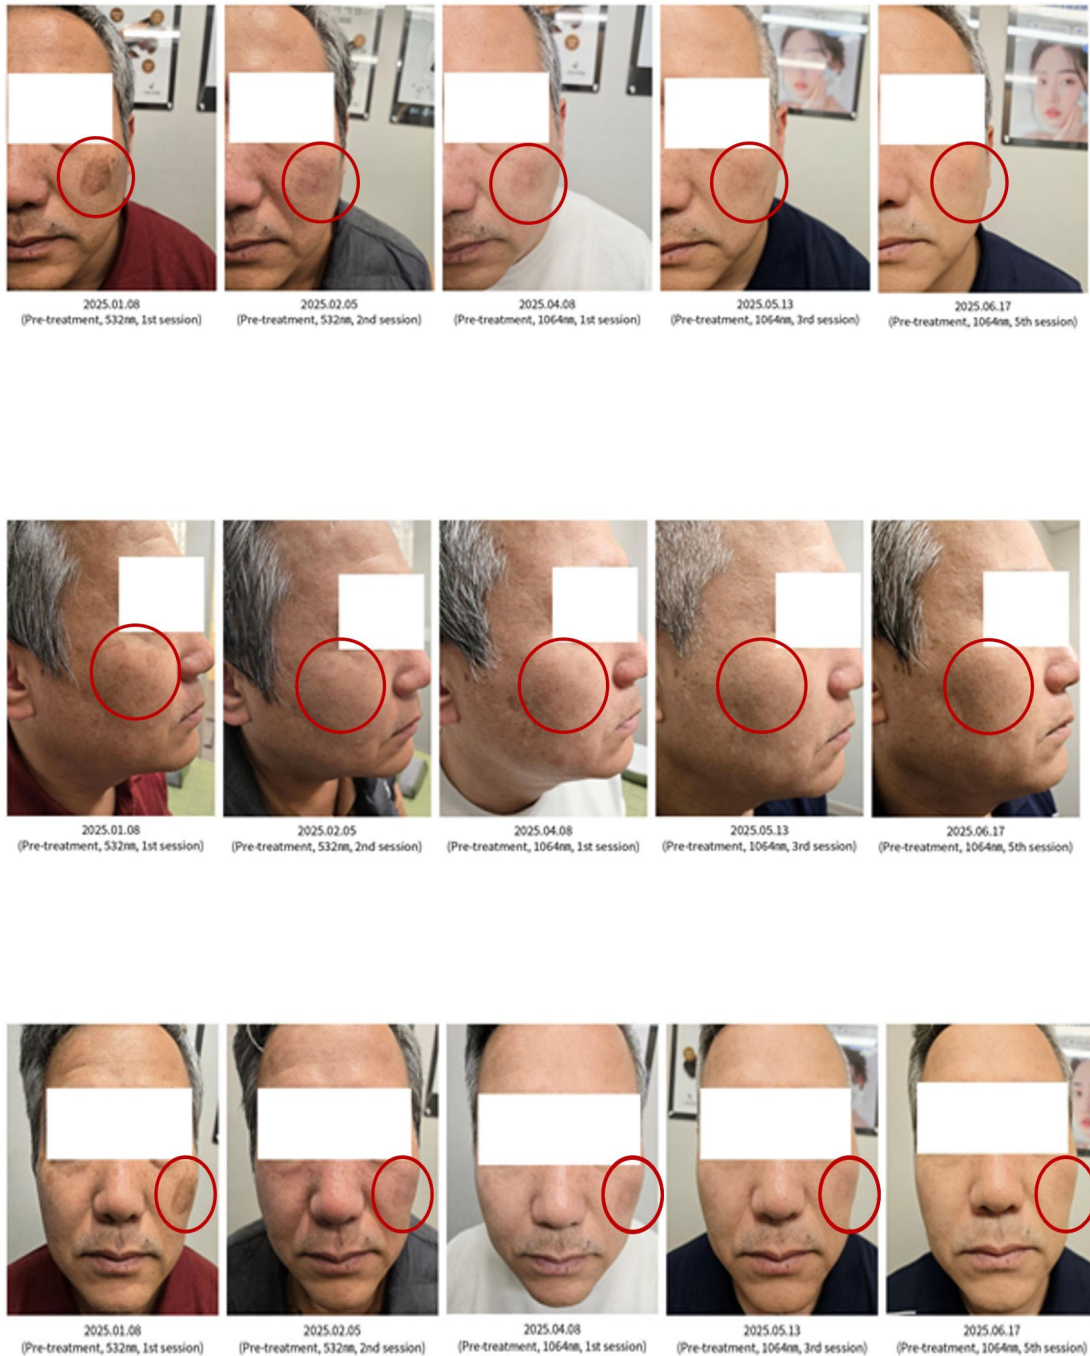 2025.01.08
(Pre-treatment, 532nm, 1st session)
2025.02.05
(Pre-treatment, 532nm, 2nd session)
2025.04.08
(Pre-treatment, 1064nm, 1st session)
2025.05.13
(Pre-treatment, 1064nm, 3rd session)
2025.06.17
(Pre-treatment, 1064nm, 5th session)
2025.01.08
(Pre-treatment, 532nm, 1st session)
2025.02.05
(Pre-treatment, 532nm, 2nd session)
2025.04.08
(Pre-treatment, 1064nm, 1st session)
2025.05.13
(Pre-treatment, 1064nm, 3rd session)
2025.06.17
(Pre-treatment, 1064nm, 5th session)
2025.01.08
(Pre-treatment, 532nm, 1st session)
2025.02.05
(Pre-treatment, 532nm, 2nd session)
2025.04.08
(Pre-treatment, 1064nm, 1st session)
2025.05.13
(Pre-treatment, 1064nm, 3rd session)
2025.06.17
(Pre-treatment, 1064nm, 5th session)